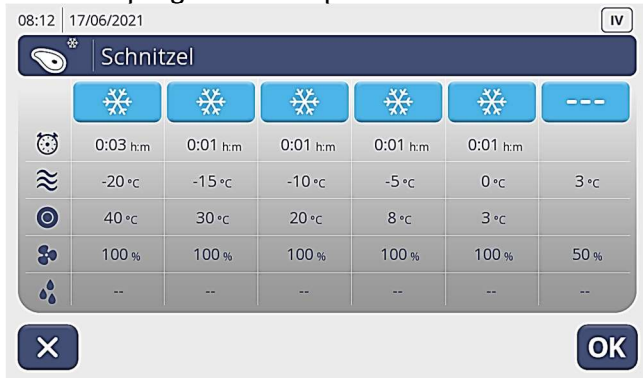 08:12 17/06/2021 IV
Schnitzel
---
0:03 h:m 0:01 h:m 0:01 h:m 0:01 h:m 0:01 h:m
-20 °C -15 °C -10 °C -5 °C 0 °C 3 °C
40 °C 30 °C 20 °C 8 °C 3 °C
100 % 100 % 100 % 100 % 100 % 50 %
-- -- -- -- -- --
OK